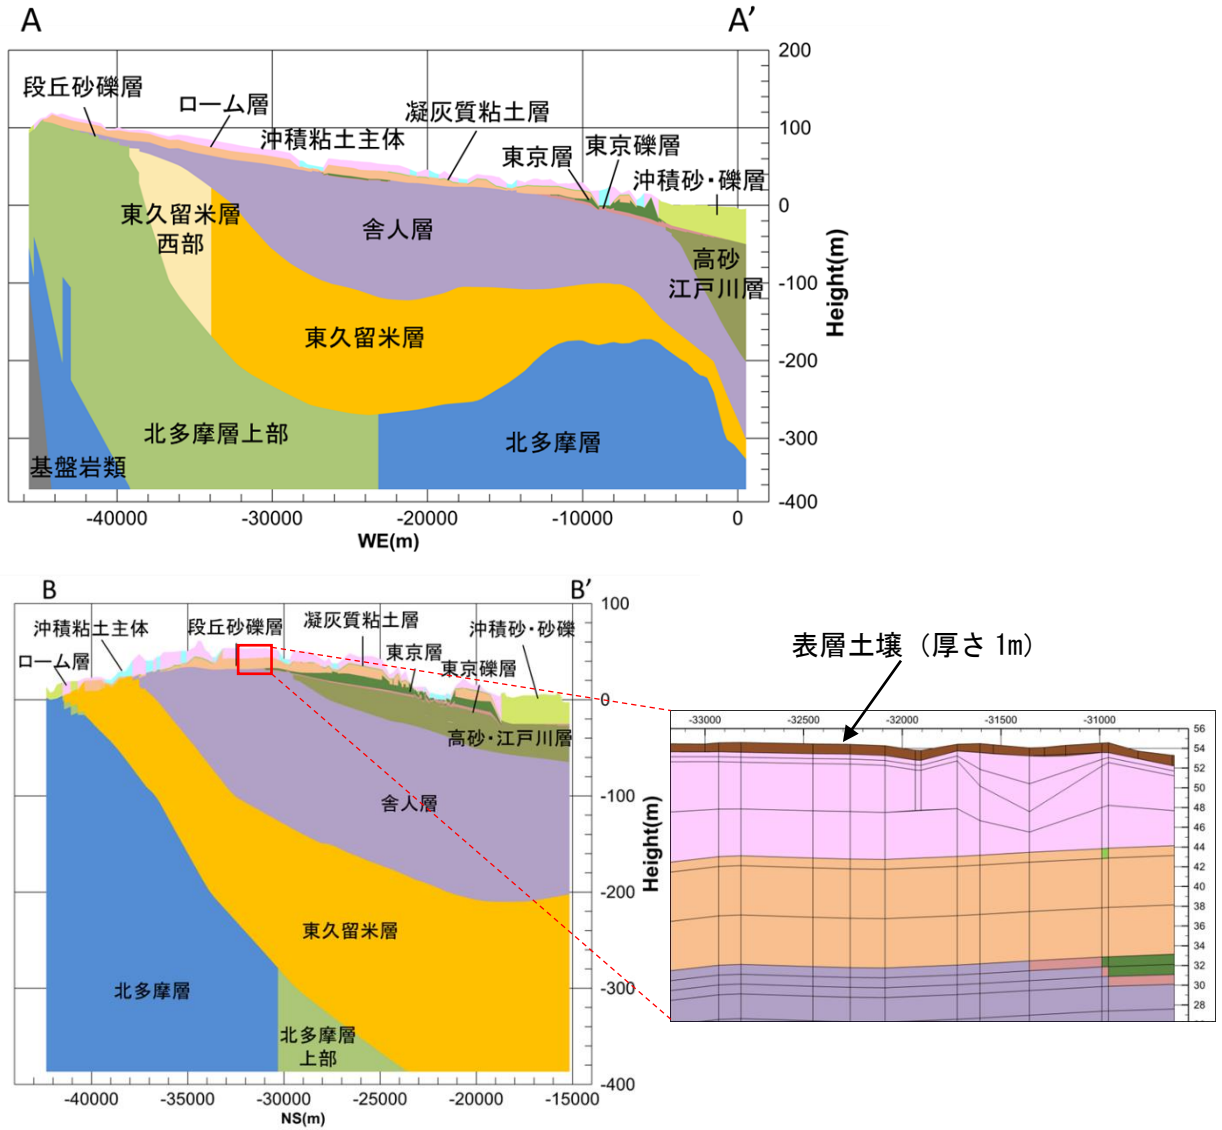 A
A’
200
段丘砂礫層
ローム層
凝灰質粘土層
沖積粘土主体
100
東京層
東京礫層
沖積砂・礫層
0
東久留米層
西部
舎人層
高砂
江戸川層
-100
Height(m)
東久留米層
-200
北多摩層上部
北多摩層
-300
基盤岩類
-400
-40000
-30000
-20000
-10000
0
WE(m)
B
B’
100
沖積粘土主体
段丘砂礫層
凝灰質粘土層
沖積砂・砂礫
ローム層
東京層
東京礫層
0
高砂・江戸川層
-100
舎人層
Height(m)
-200
東久留米層
北多摩層
-300
北多摩層
上部
-400
-40000
-35000
-30000
-25000
-20000
-15000
NS(m)
表層土壌（厚さ 1m）
-33000
-32500
-32000
-31500
-31000
56
54
52
50
48
46
44
42
40
38
36
34
32
30
28